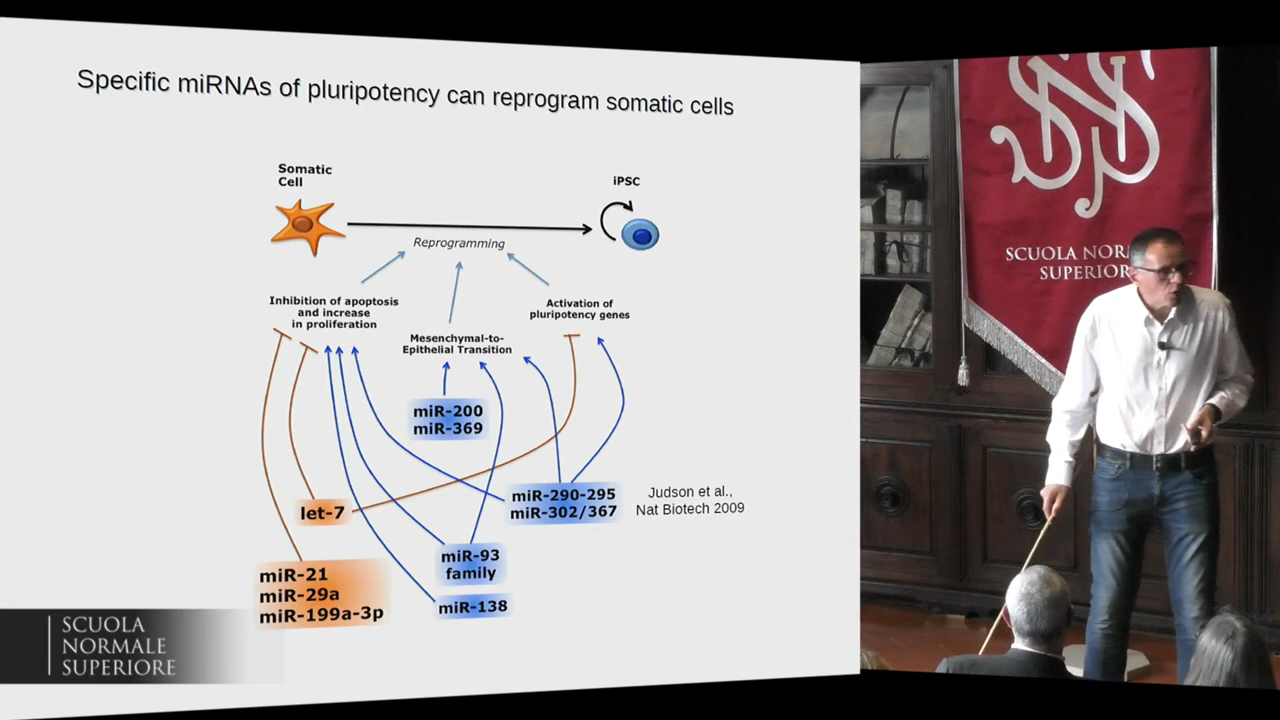 Specific miRNAs of pluripotency can reprogram somatic cells
Somatic
Cell
iPSC
Reprogramming
Inhibition of apoptosis
and increase
in proliferation
Activation of
pluripotency genes
Mesenchymal-to-
Epithelial Transition
miR-200
miR-369
let-7
miR-290-295
miR-302/367
Judson et al.,
Nat Biotech 2009
miR-93
family
miR-138
miR-21
miR-29a
miR-199a-3p
SCUOLA
NORMALE
SUPERIORE
SNS
SCUOLA NOR
SUPERIOR